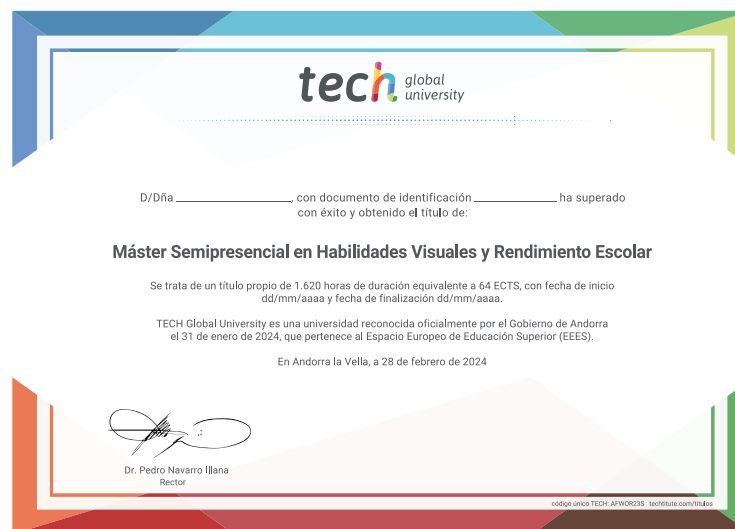 tech global university
D/Dña ____________, con documento de identificación ____________ ha superado
con éxito y obtenido el título de:
Máster Semipresencial en Habilidades Visuales y Rendimiento Escolar
Se trata de un título propio de 1.620 horas de duración equivalente a 64 ECTS, con fecha de inicio
dd/mm/aaaa y fecha de finalización dd/mm/aaaa.
TECH Global University es una universidad reconocida oficialmente por el Gobierno de Andorra
el 31 de enero de 2024, que pertenece al Espacio Europeo de Educación Superior (EEES).
En Andorra la Vella, a 28 de febrero de 2024
Dr. Pedro Navarro Illana
Rector
código único TECH: AFWOR23S techtitute.com/títulos